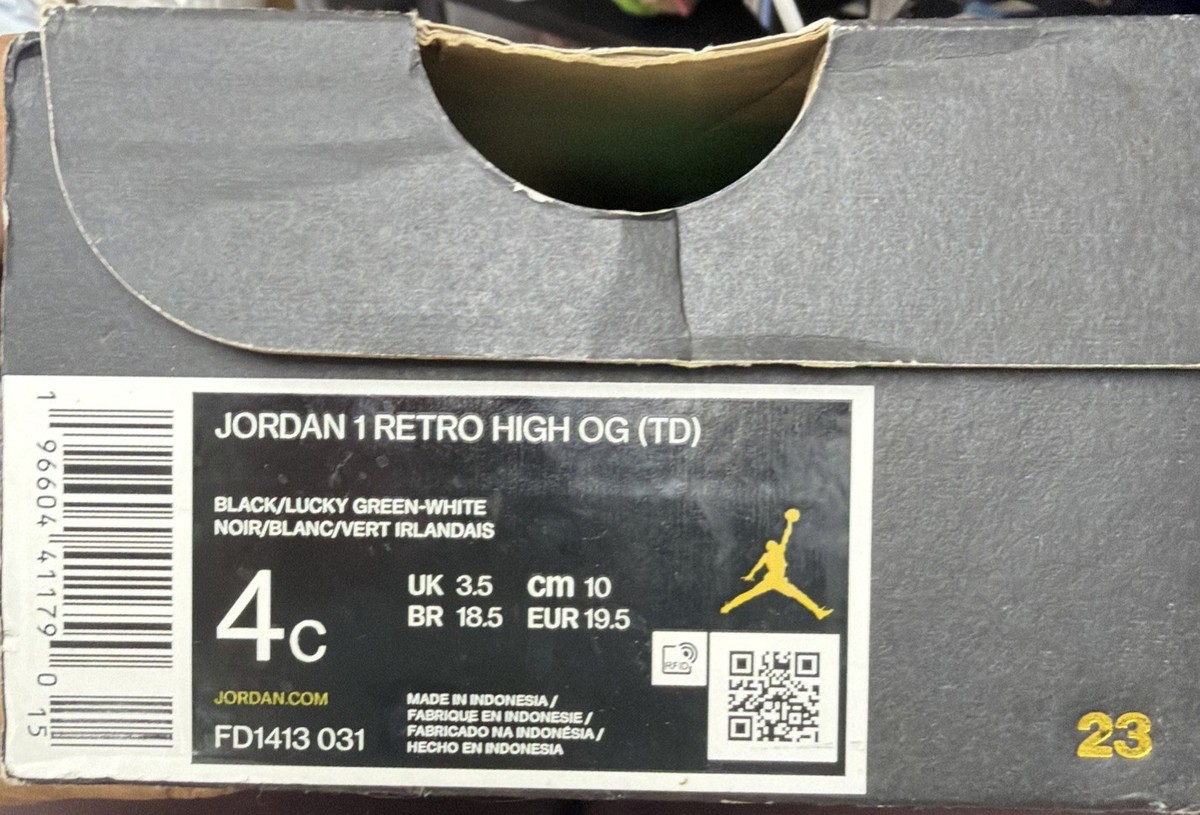 JORDAN 1 RETRO HIGH OG (TD)
BLACK/LUCKY GREEN-WHITE
NOIR/BLANC/VERT IRLANDAIS
4C
UK 3.5 cm 10
BR 18.5 EUR 19.5
RFID
JORDAN.COM
FD1413 031
MADE IN INDONESIA /
FABRIQUE EN INDONESIE /
FABRICADO NA INDONÉSIA /
HECHO EN INDONESIA
1 96604 41179 0 15
23